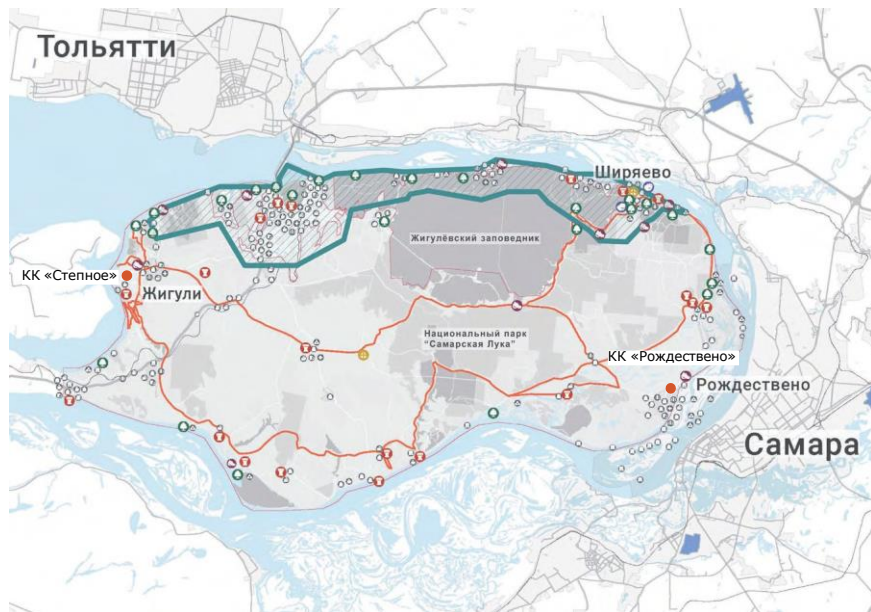 Тольятти
Ширяево
Жигулёвский заповедник
КК «Степное»
Жигули
Национальный парк
"Самарская Лука"
КК «Рождествено»
Рождествено
Самара